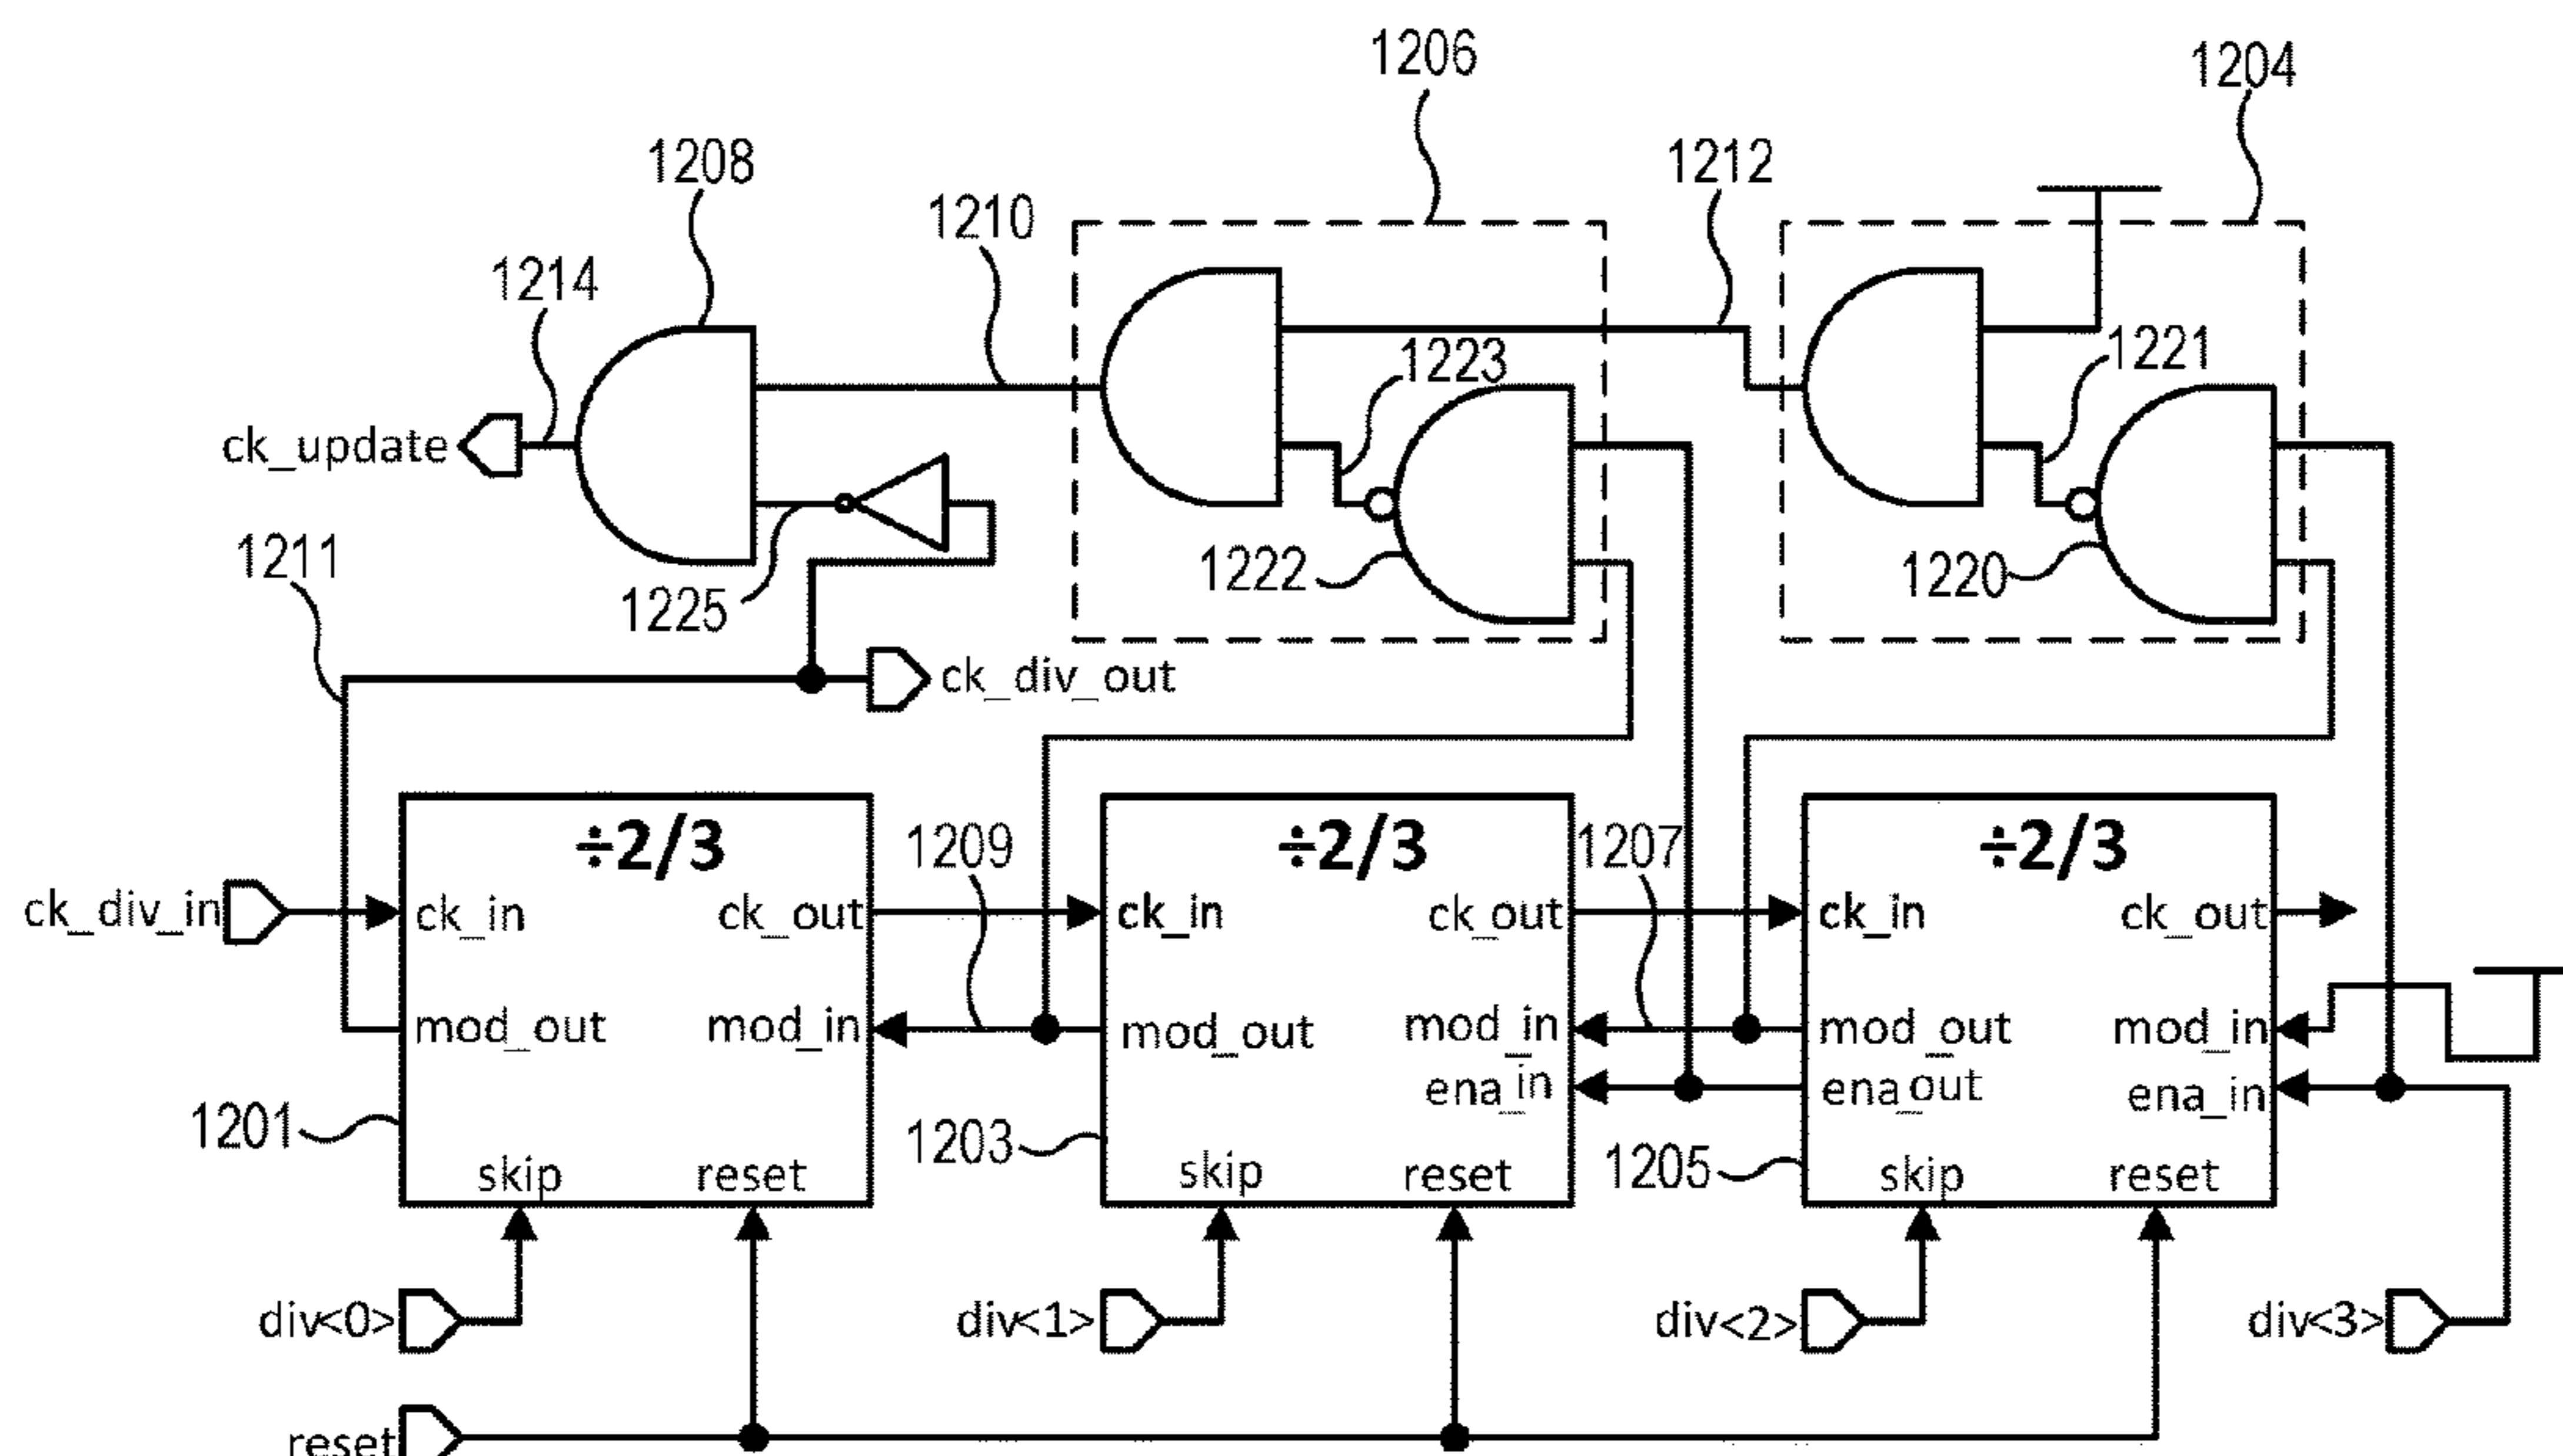 1206
1204
1208
1212
1210
1214
1223
1221
ck_update
1211
1225
1222
1220
ck_div_out
÷2/3
÷2/3
÷2/3
1209
1207
ck_div_in
ck_in
ck_out
ck_in
ck_out
ck_in
ck_out
mod_out
mod_in
mod_out
mod_in
mod_out
mod_in
ena_in
ena_out
ena_in
1201
1203
1205
skip
reset
skip
reset
skip
reset
div<0>
div<1>
div<2>
div<3>
reset